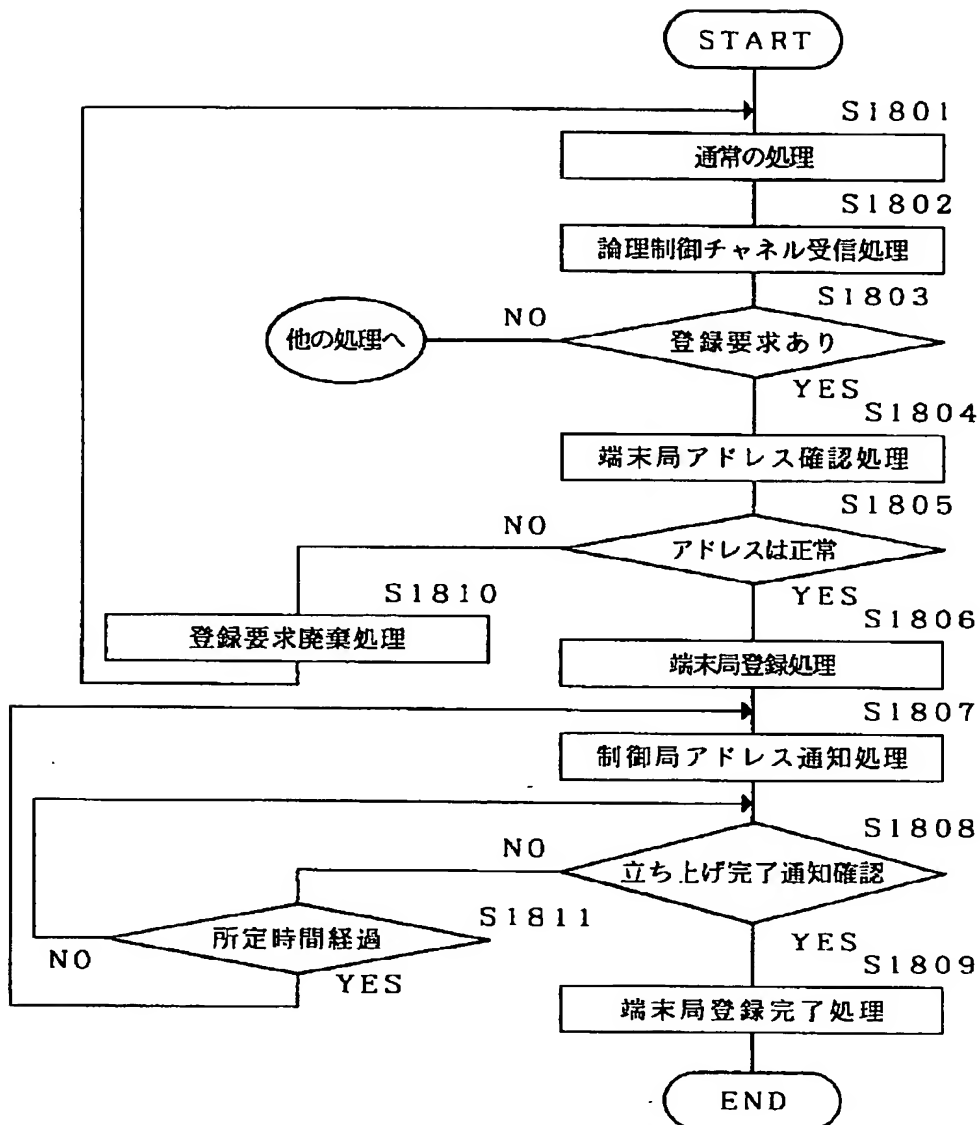 START
S1801
通常の処理
S1802
論理制御チャネル受信処理
S1803
NO
他の処理へ
登録要求あり
YES
S1804
端末局アドレス確認処理
S1805
NO
アドレスは正常
YES
S1810
登録要求廃棄処理
S1806
端末局登録処理
S1807
制御局アドレス通知処理
S1808
NO
立ち上げ完了通知確認
S1811
所定時間経過
NO
YES
YES
S1809
端末局登録完了処理
END